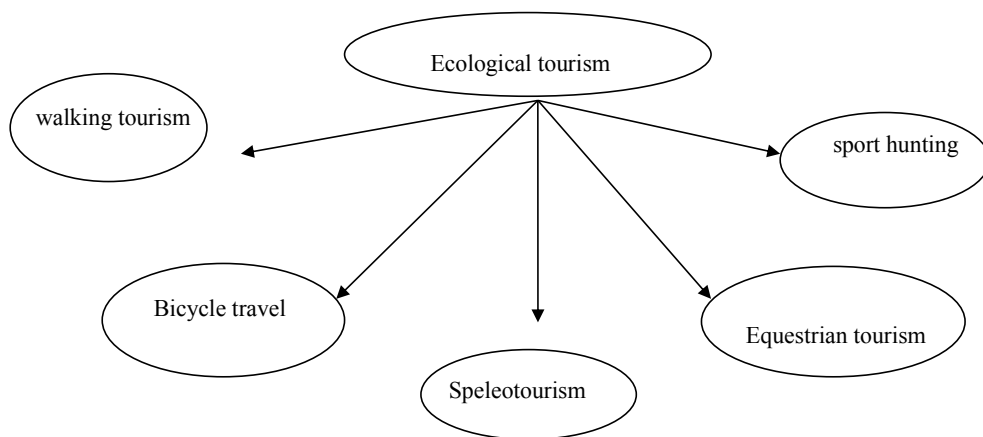 Ecological tourism
walking tourism
sport hunting
Bicycle travel
Equestrian tourism
Speleotourism